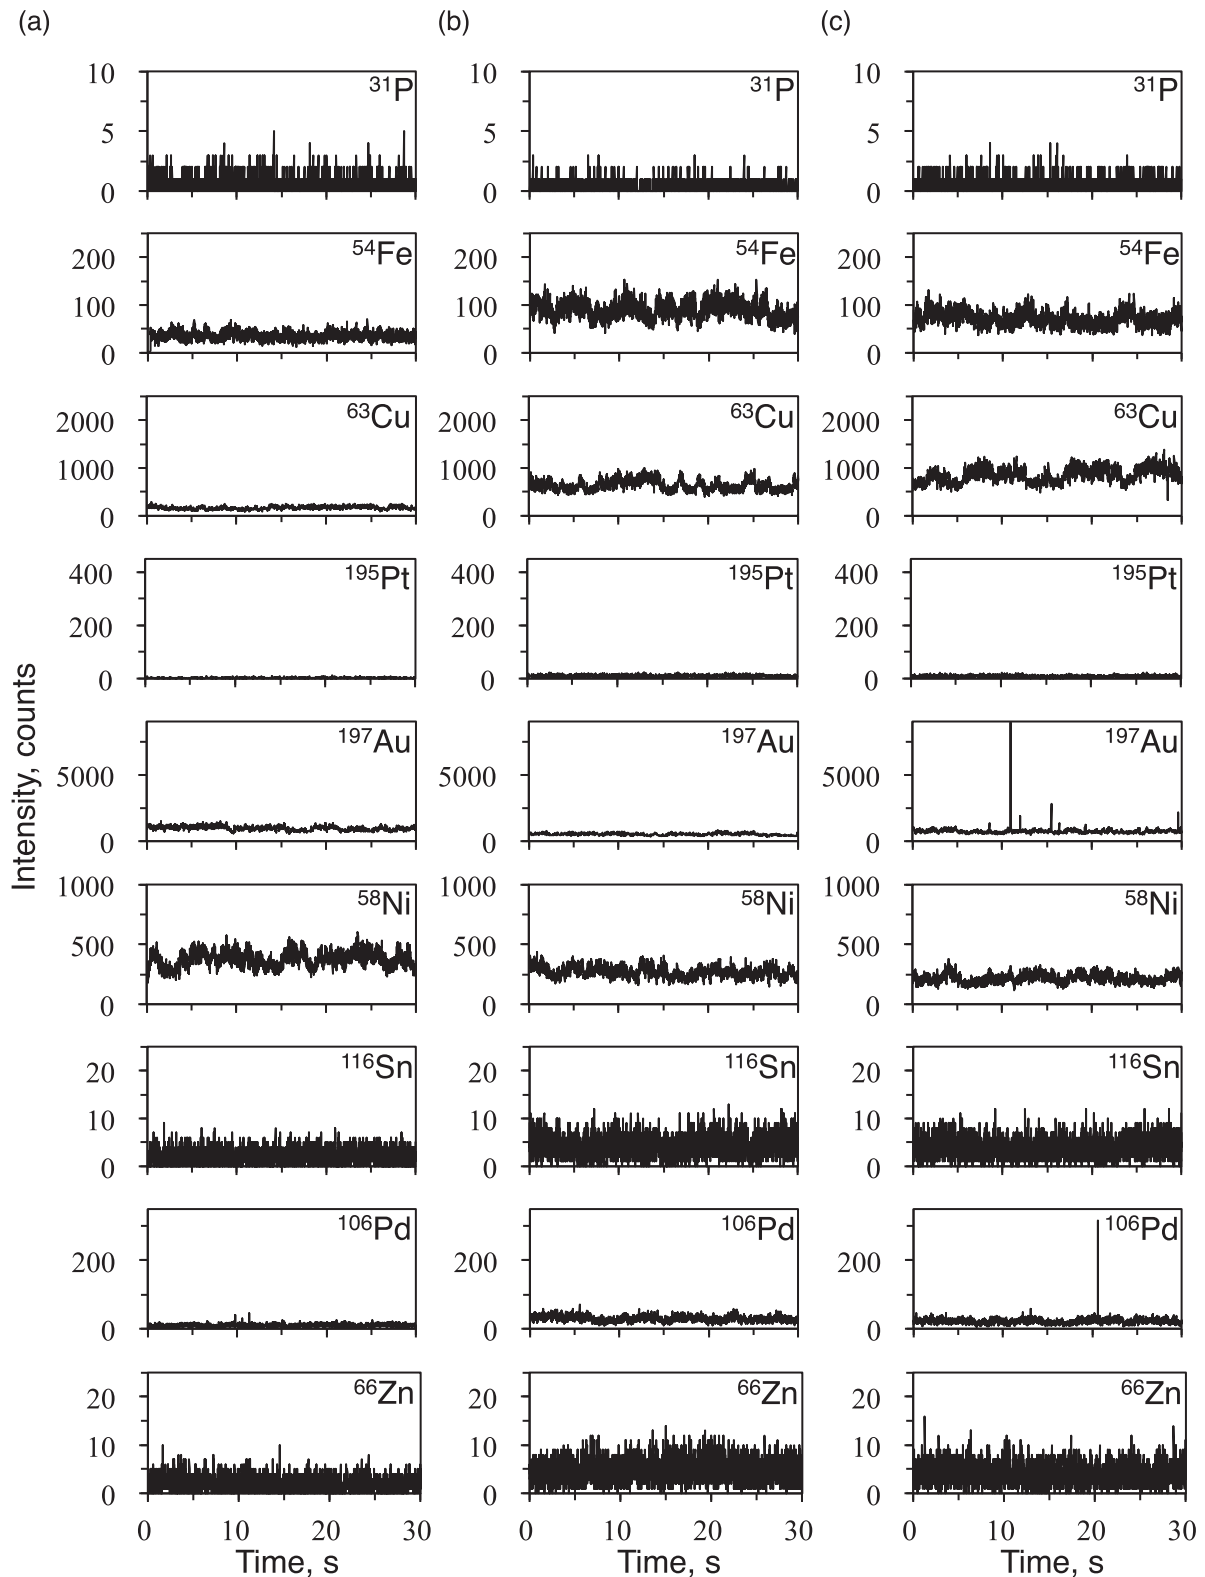 (a) (b) (c)
10 10 10
³¹P ³¹P ³¹P
5 5 5
0 0 0
⁵⁴Fe ⁵⁴Fe ⁵⁴Fe
200 200 200
100 100 100
0 0 0
⁶³Cu ⁶³Cu ⁶³Cu
2000 2000 2000
1000 1000 1000
0 0 0
¹⁹⁵Pt ¹⁹⁵Pt ¹⁹⁵Pt
400 400 400
200 200 200
0 0 0
Intensity, counts
¹⁹⁷Au ¹⁹⁷Au ¹⁹⁷Au
5000 5000 5000
0 0 0
1000 1000 1000
⁵⁸Ni ⁵⁸Ni ⁵⁸Ni
500 500 500
0 0 0
¹¹⁶Sn ¹¹⁶Sn ¹¹⁶Sn
20 20 20
10 10 10
0 0 0
¹⁰⁶Pd ¹⁰⁶Pd ¹⁰⁶Pd
200 200 200
0 0 0
⁶⁶Zn ⁶⁶Zn ⁶⁶Zn
20 20 20
10 10 10
0 0 0
0 10 20 30 0 10 20 30 0 10 20 30
Time, s Time, s Time, s